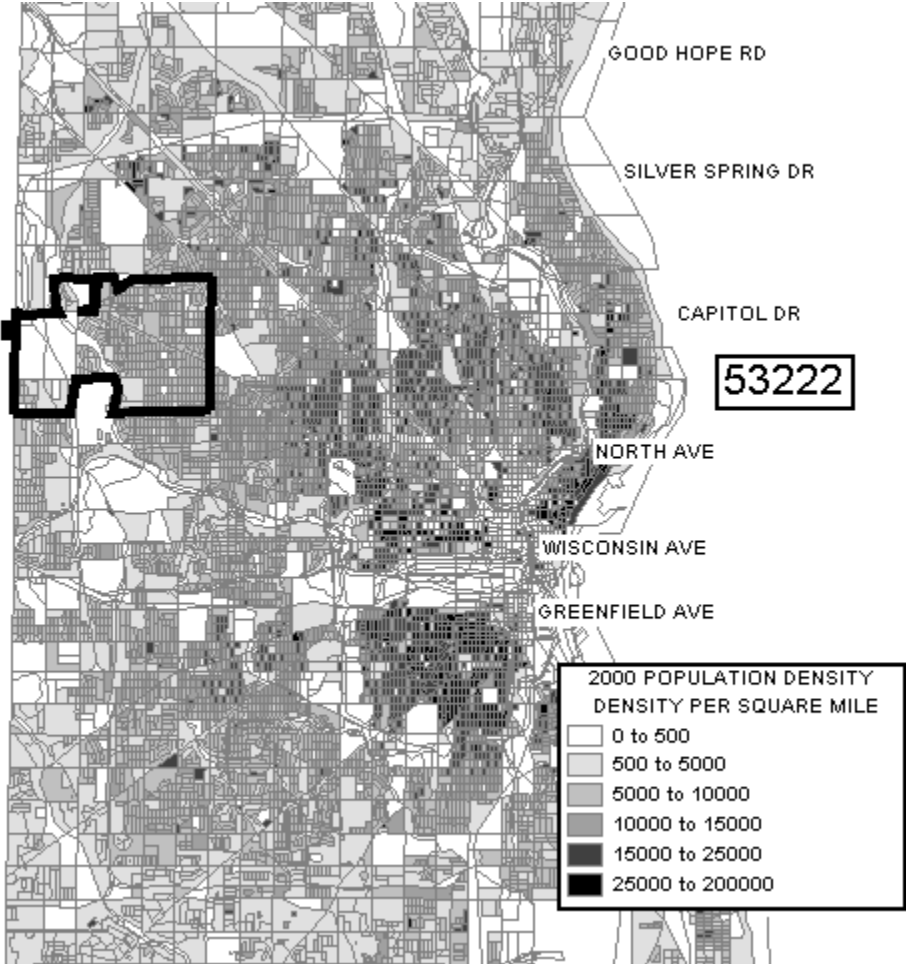 GOOD HOPE RD
SILVER SPRING DR
CAPITOL DR
53222
NORTH AVE
WISCONSIN AVE
GREENFIELD AVE
2000 POPULATION DENSITY
DENSITY PER SQUARE MILE
0 to 500
500 to 5000
5000 to 10000
10000 to 15000
15000 to 25000
25000 to 200000